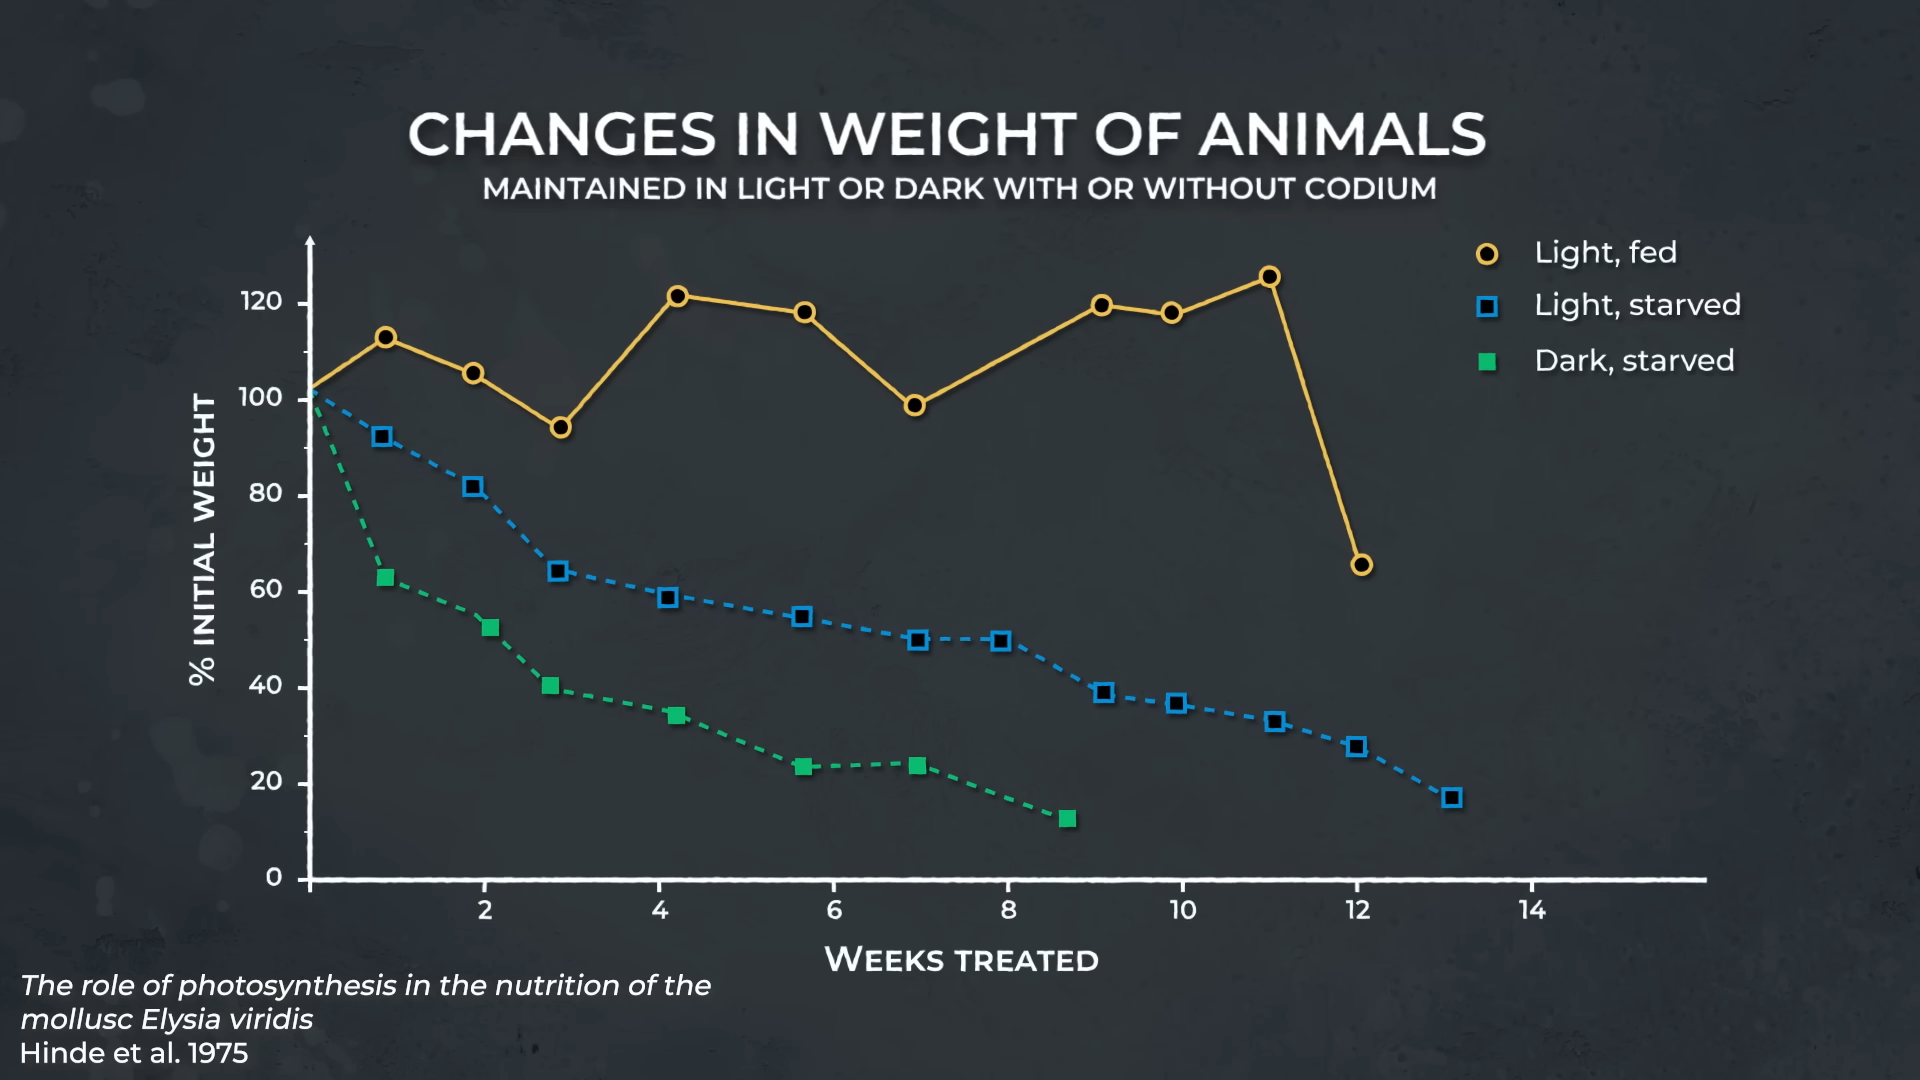 CHANGES IN WEIGHT OF ANIMALS
MAINTAINED IN LIGHT OR DARK WITH OR WITHOUT CODIUM
Light, fed
Light, starved
Dark, starved
% INITIAL WEIGHT
120
100
80
60
40
20
0
2 4 6 8 10 12 14
WEEKS TREATED
The role of photosynthesis in the nutrition of the
mollusc Elysia viridis
Hinde et al. 1975